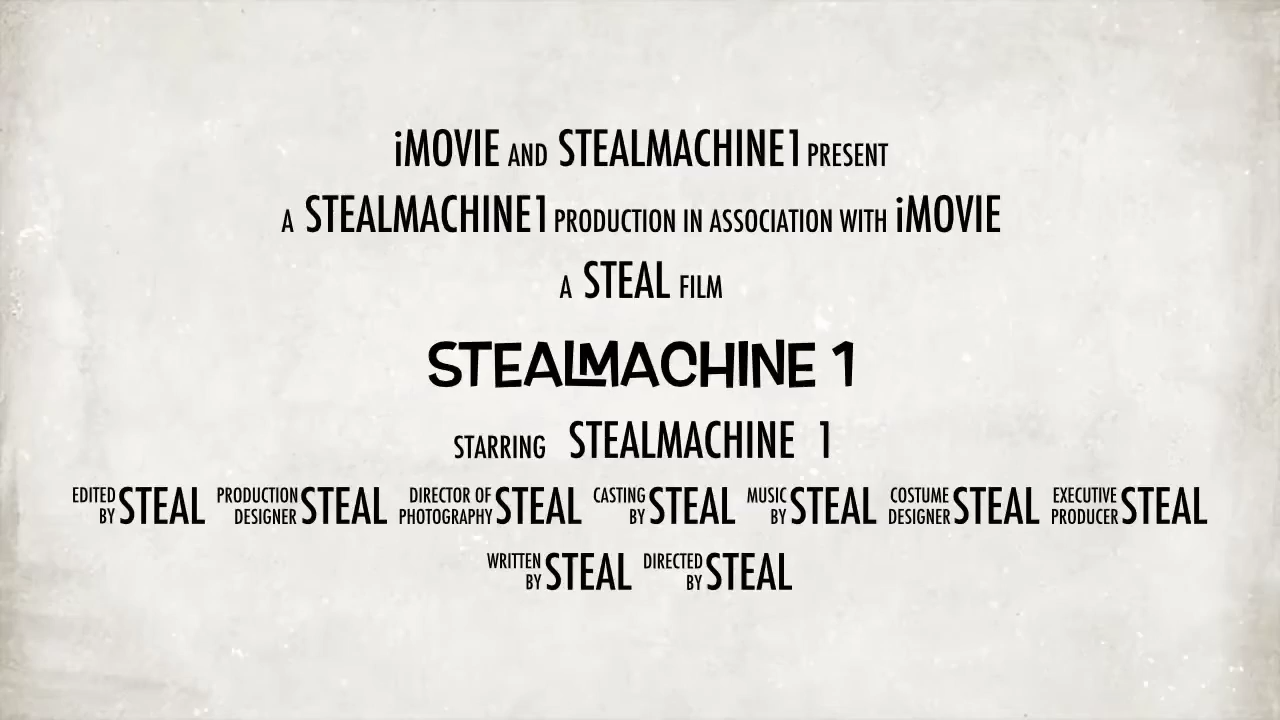 iMOVIE AND STEALMACHINE1 PRESENT
A STEALMACHINE1 PRODUCTION IN ASSOCIATION WITH iMOVIE
A STEAL FILM
STEALMACHINE 1
STARRING STEALMACHINE 1
EDITED BY STEAL PRODUCTION DESIGNER STEAL DIRECTOR OF PHOTOGRAPHY STEAL CASTING BY STEAL MUSIC BY STEAL COSTUME DESIGNER STEAL EXECUTIVE PRODUCER STEAL
WRITTEN BY STEAL DIRECTED BY STEAL